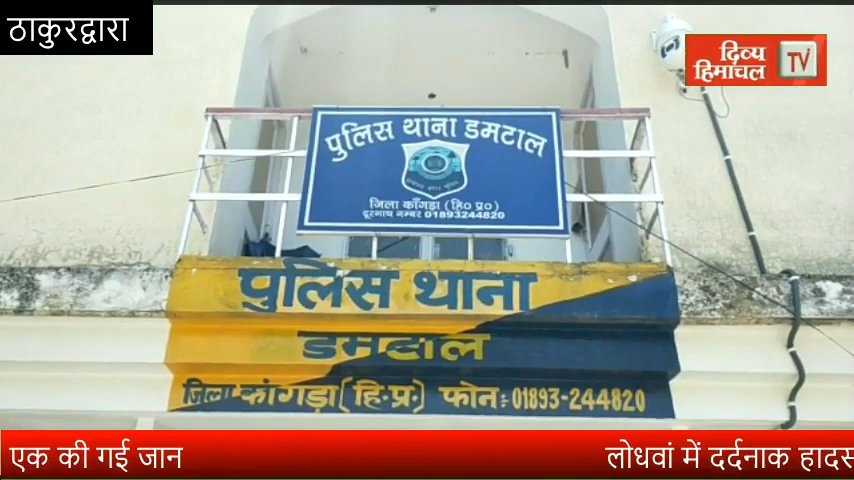 ठाकुरद्वारा
दिव्य
हिमाचल TV
पुलिस थाना डमटाल
जिला काँगड़ा (हि० प्र०)
दूरभाष नम्बर 01893244820
पुलिस थाना
डमटाल
जिला कांगड़ा (हि.प्र.) फोन: 01893-244820
एक की गई जान लोधवां में दर्दनाक हादस